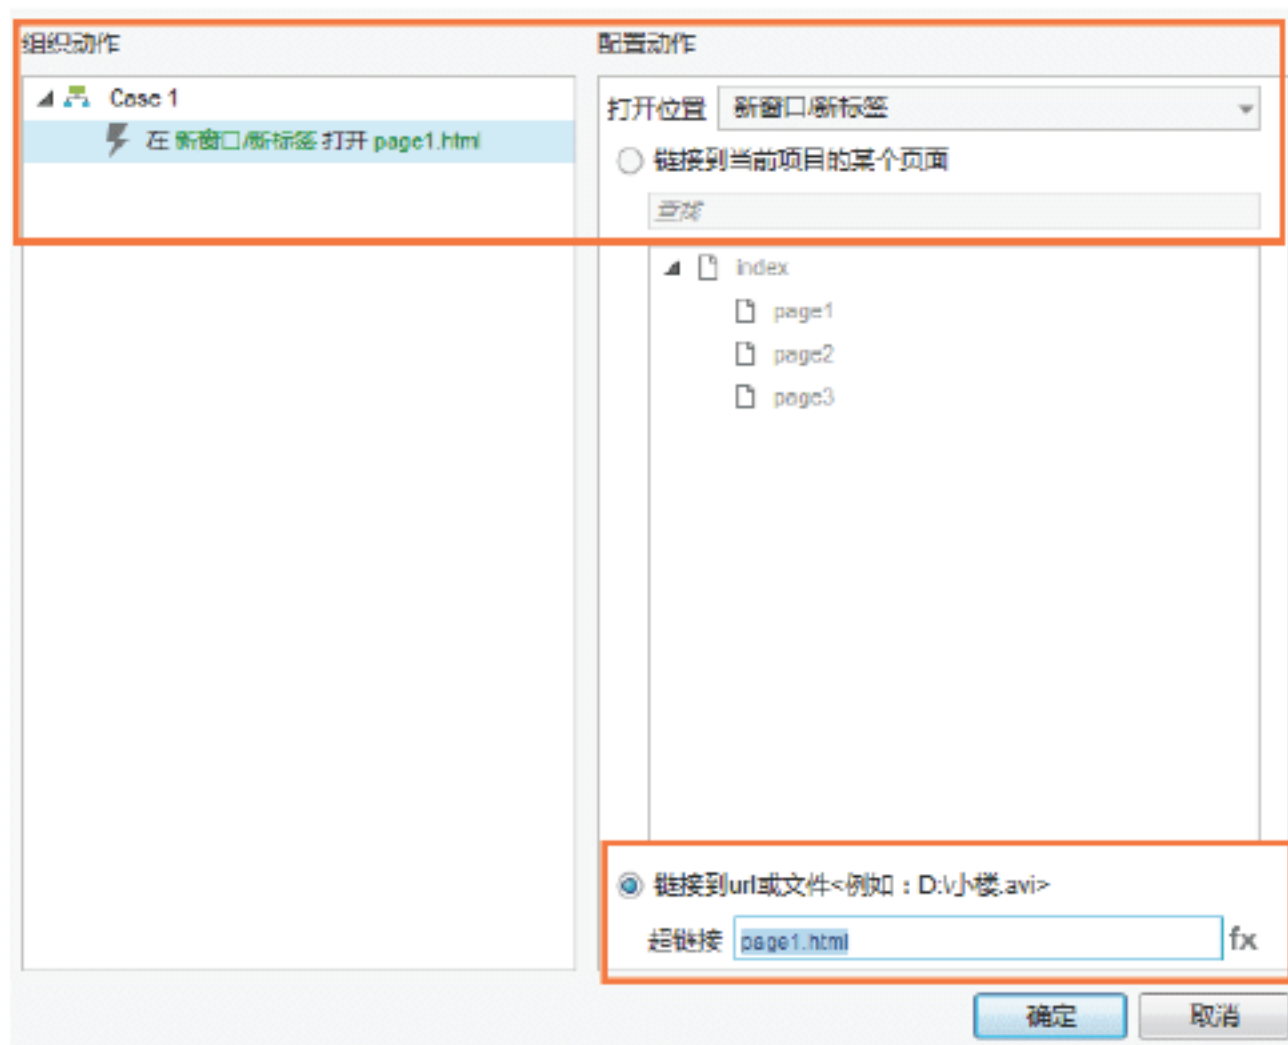 组织动作
Case 1
在 新窗口/新标签 打开 page1.html
配置动作
打开位置 新窗口/新标签
链接到当前项目的某个页面
查找
index
page1
page2
page3
链接到url或文件<例如：D:\小楼.avi>
超链接 page1.html fx
确定 取消